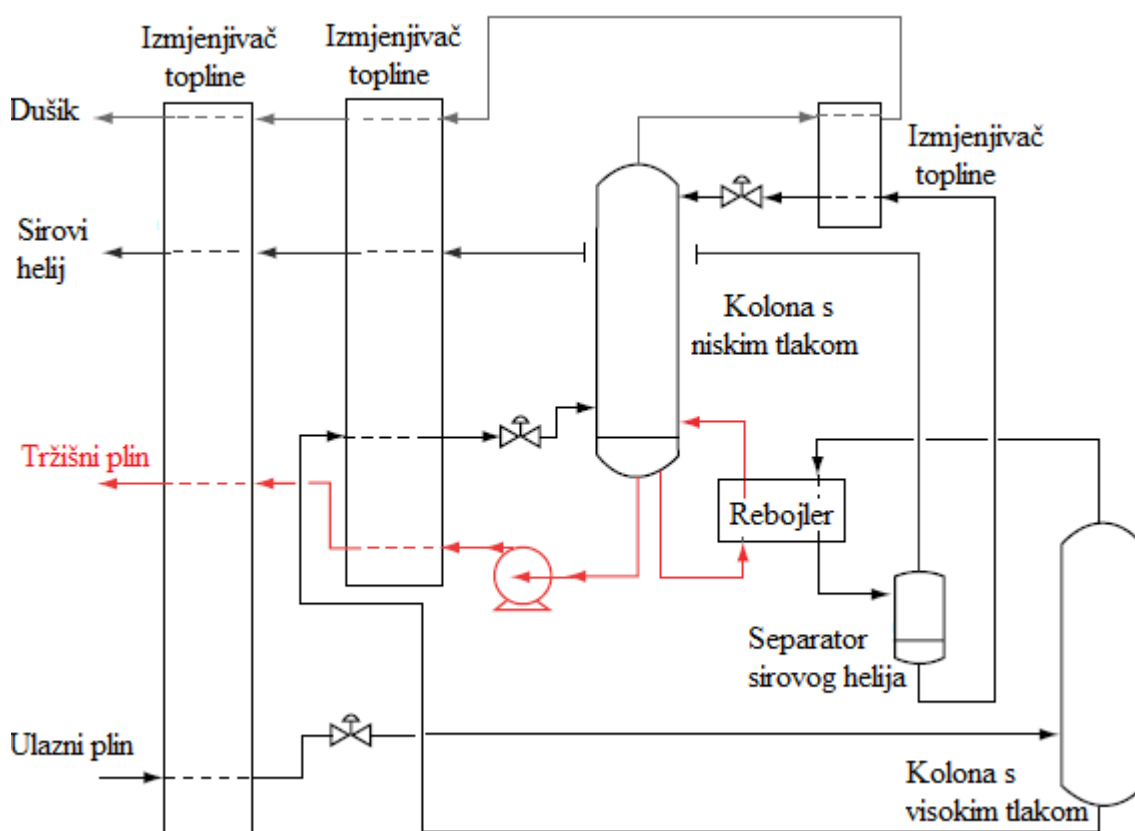 Izmjenjivač
topline
Izmjenjivač
topline
Dušik
Izmjenjivač
topline
Sirovi
helij
Kolona s
niskim tlakom
Tržišni plin
Rebojler
Separator
sirovog helija
Ulazni plin
Kolona s
visokim tlakom